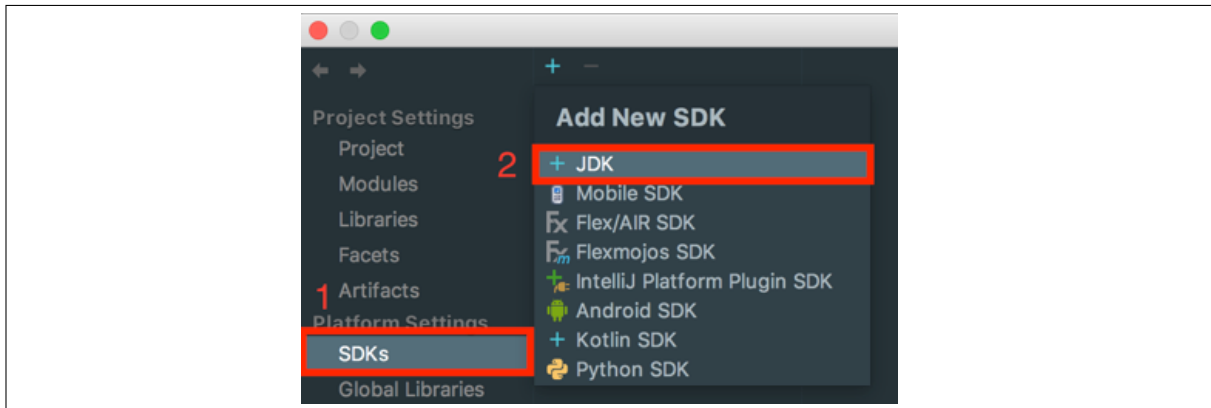 Project Settings
Project
Modules
Libraries
Facets
Artifacts
1
Platform Settings
SDKs
Global Libraries
Add New SDK
2
JDK
Mobile SDK
Flex/AIR SDK
Flexmojos SDK
IntelliJ Platform Plugin SDK
Android SDK
Kotlin SDK
Python SDK